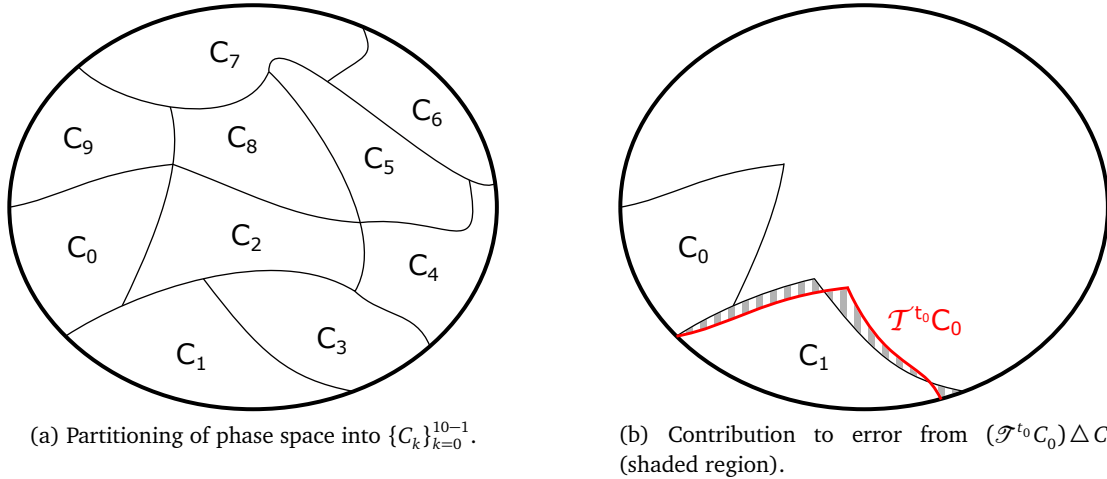 C₇
C₆
C₉
C₈
C₅
C₀
C₂
C₄
C₁
C₃
C₀
𝒯^{t₀}C₀
C₁
(a) Partitioning of phase space into {C_k}_{k=0}^{10−1}.
(b) Contribution to error from (𝒯^{t₀}C₀)△C
(shaded region).